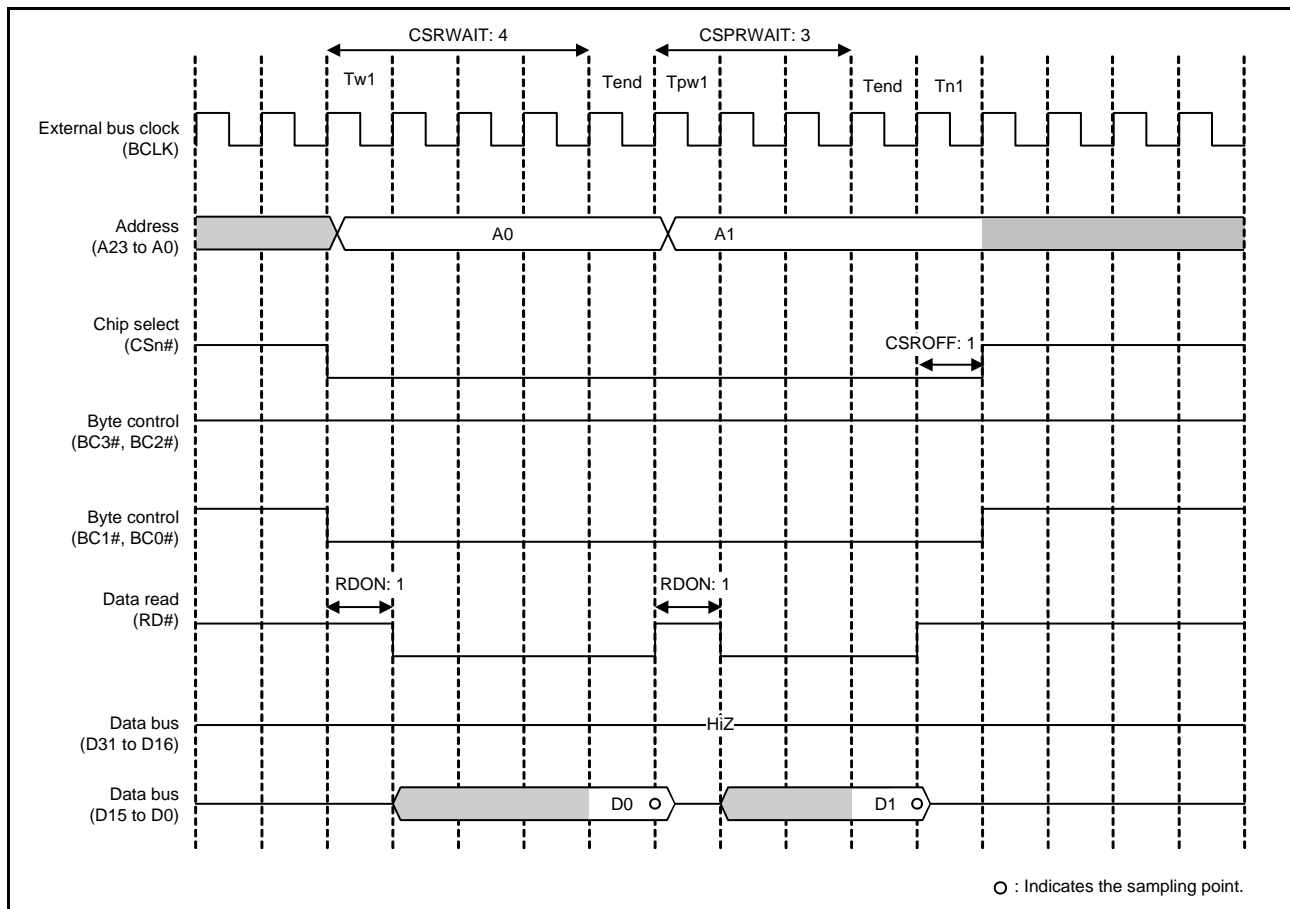 CSRWAIT: 4
CSPRWAIT: 3
Tw1
Tend
Tpw1
Tend
Tn1
External bus clock
(BCLK)
Address
(A23 to A0)
A0
A1
Chip select
(CSn#)
CSROFF: 1
Byte control
(BC3#, BC2#)
Byte control
(BC1#, BC0#)
RDON: 1
RDON: 1
Data read
(RD#)
Data bus
(D31 to D16)
HiZ
Data bus
(D15 to D0)
D0
D1
: Indicates the sampling point.